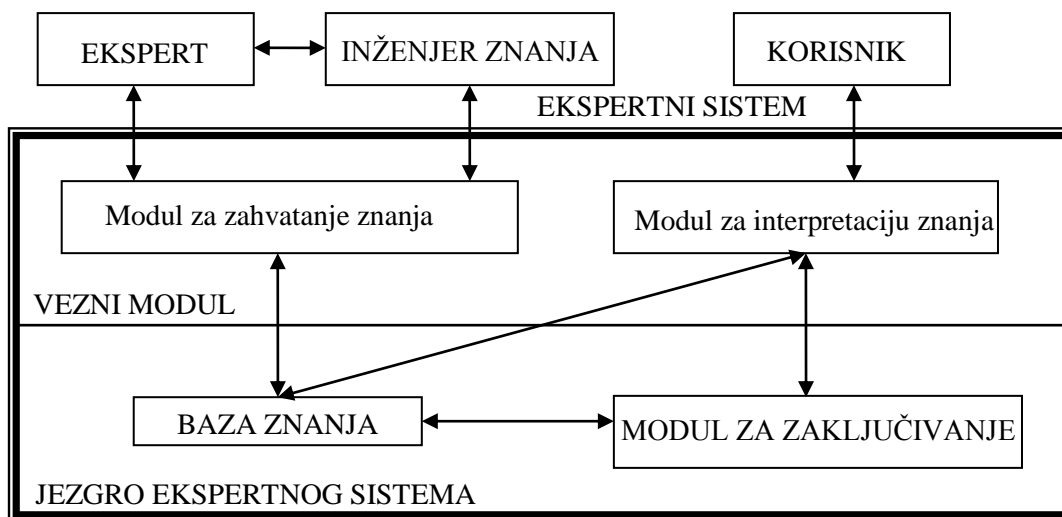 EKSPERT
INŽENJER ZNANJA
KORISNIK
EKSPERTNI SISTEM
Modul za zahvatanje znanja
Modul za interpretaciju znanja
VEZNI MODUL
BAZA ZNANJA
MODUL ZA ZAKLJUČIVANJE
JEZGRO EKSPERTNOG SISTEMA